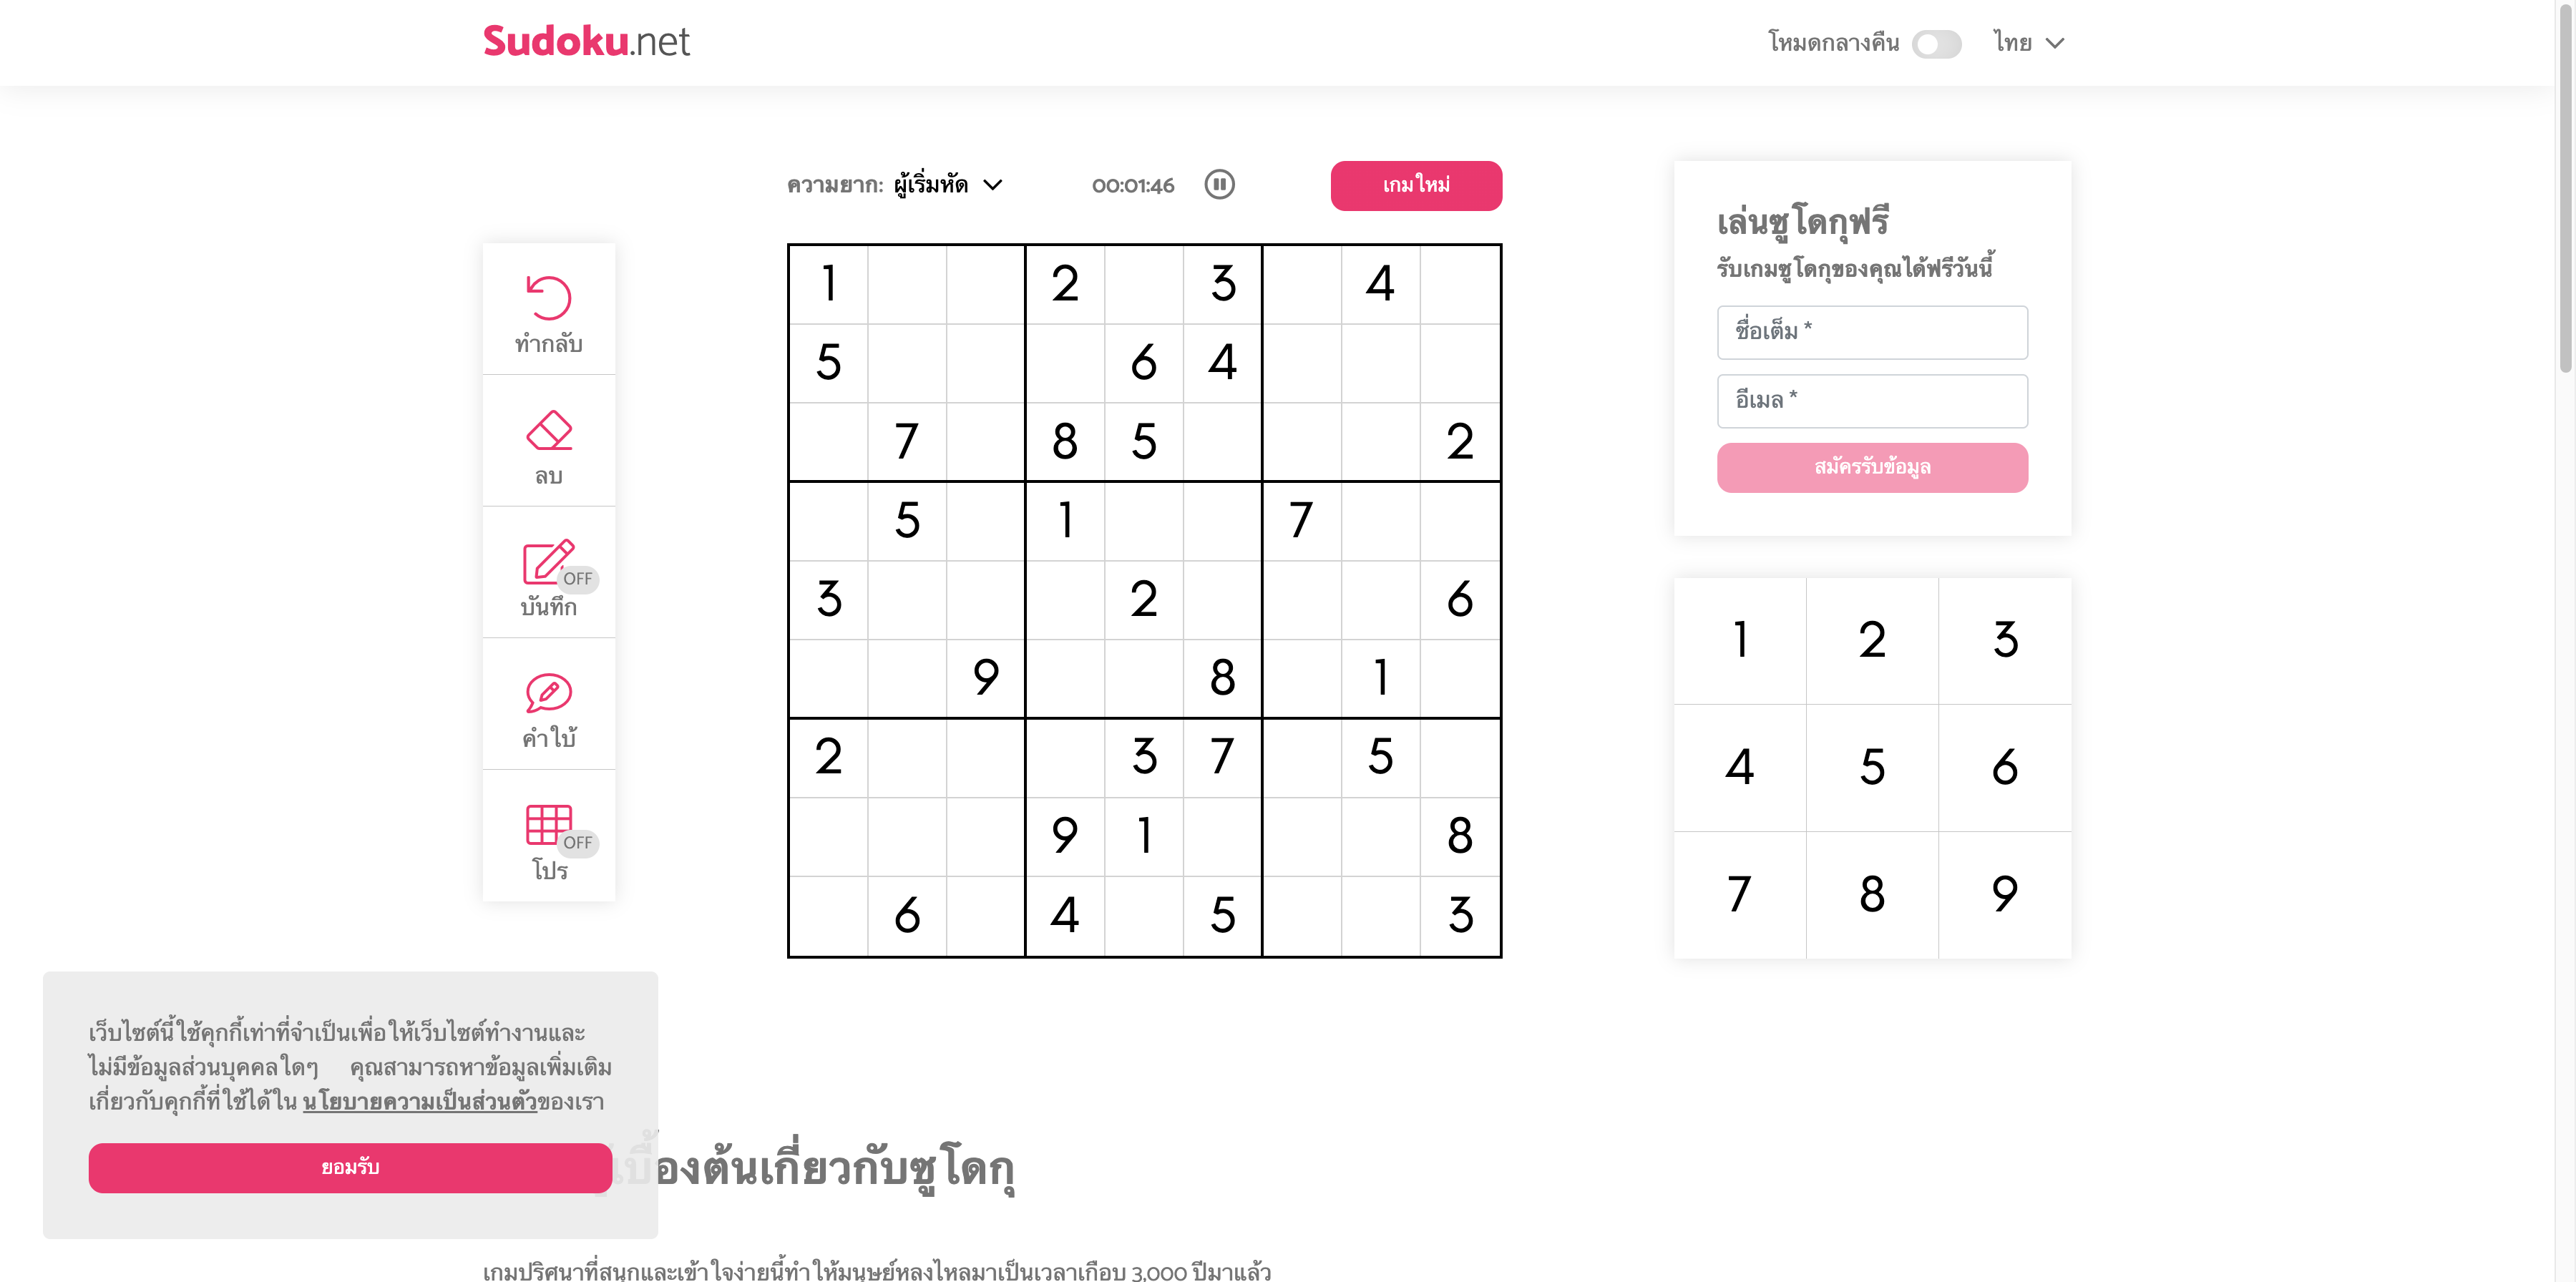 Sudoku.net
โหมดกลางคืน ไทย
ความยาก: ผู้เริ่มหัด 00:01:46 เกมใหม่
เล่นซูโดกุฟรี
รับเกมซูโดกุของคุณได้ฟรีวันนี้
ชื่อเต็ม *
อีเมล *
สมัครรับข้อมูล
ทำกลับ
ลบ
OFF
บันทึก
คำใบ้
OFF
โปร
1 2 3 4
5 6 4
7 8 5 2
5 1 7
3 2 6
9 8 1
2 3 7 5
9 1 8
6 4 5 3
1 2 3
4 5 6
7 8 9
เว็บไซต์นี้ใช้คุกกี้เท่าที่จำเป็นเพื่อให้เว็บไซต์ทำงานและ
ไม่มีข้อมูลส่วนบุคคลใดๆ คุณสามารถหาข้อมูลเพิ่มเติม
เกี่ยวกับคุกกี้ที่ใช้ได้ใน นโยบายความเป็นส่วนตัวของเรา
ยอมรับ
เบื้องต้นเกี่ยวกับซูโดกุ
เกมปริศนาที่สนุกและเข้าใจง่ายนี้ทำให้มนุษย์หลงไหลมาเป็นเวลาเกือบ 3,000 ปีมาแล้ว